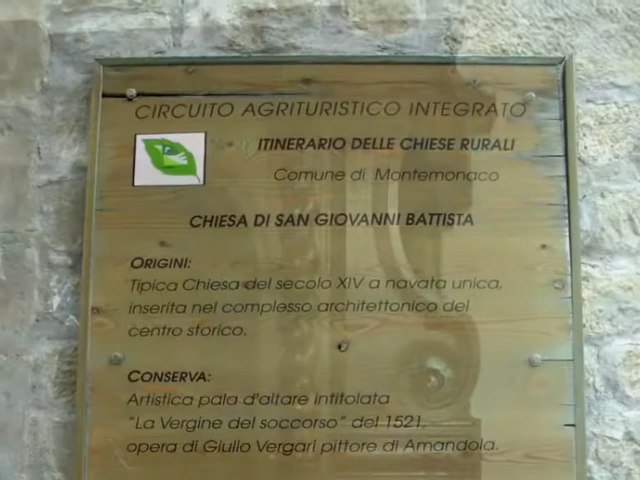 CIRCUITO AGRITURISTICO INTEGRATO
ITINERARIO DELLE CHIESE RURALI
Comune di Montemonaco
CHIESA DI SAN GIOVANNI BATTISTA
ORIGINI:
Tipica Chiesa del secolo XIV a navata unica,
inserita nel complesso architettonico del
centro storico.
CONSERVA:
Artistica pala d'altare intitolata
"La Vergine del soccorso" del 1521,
opera di Giulio Vergari pittore di Amandola.